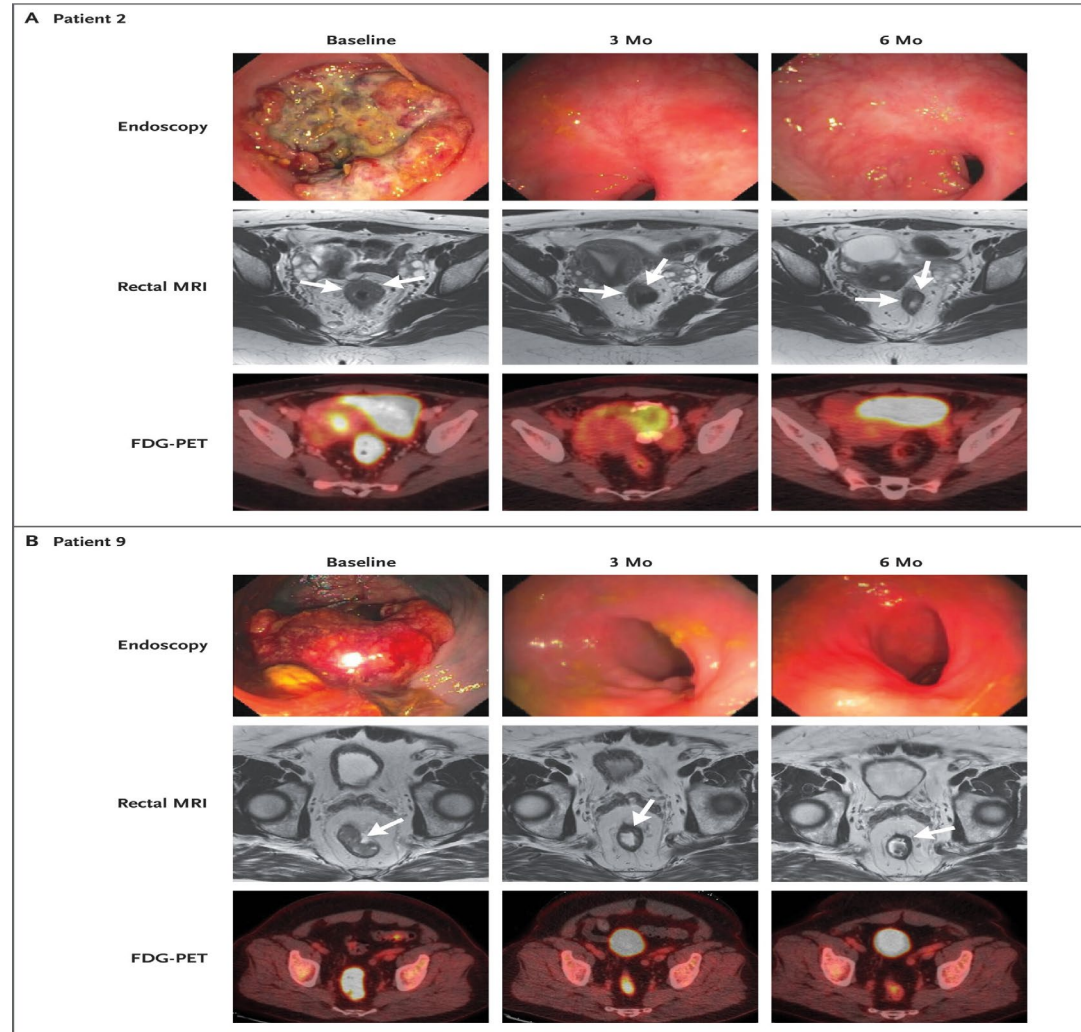 A Patient 2
Baseline 3 Mo 6 Mo
Endoscopy
Rectal MRI
FDG-PET
B Patient 9
Baseline 3 Mo 6 Mo
Endoscopy
Rectal MRI
FDG-PET